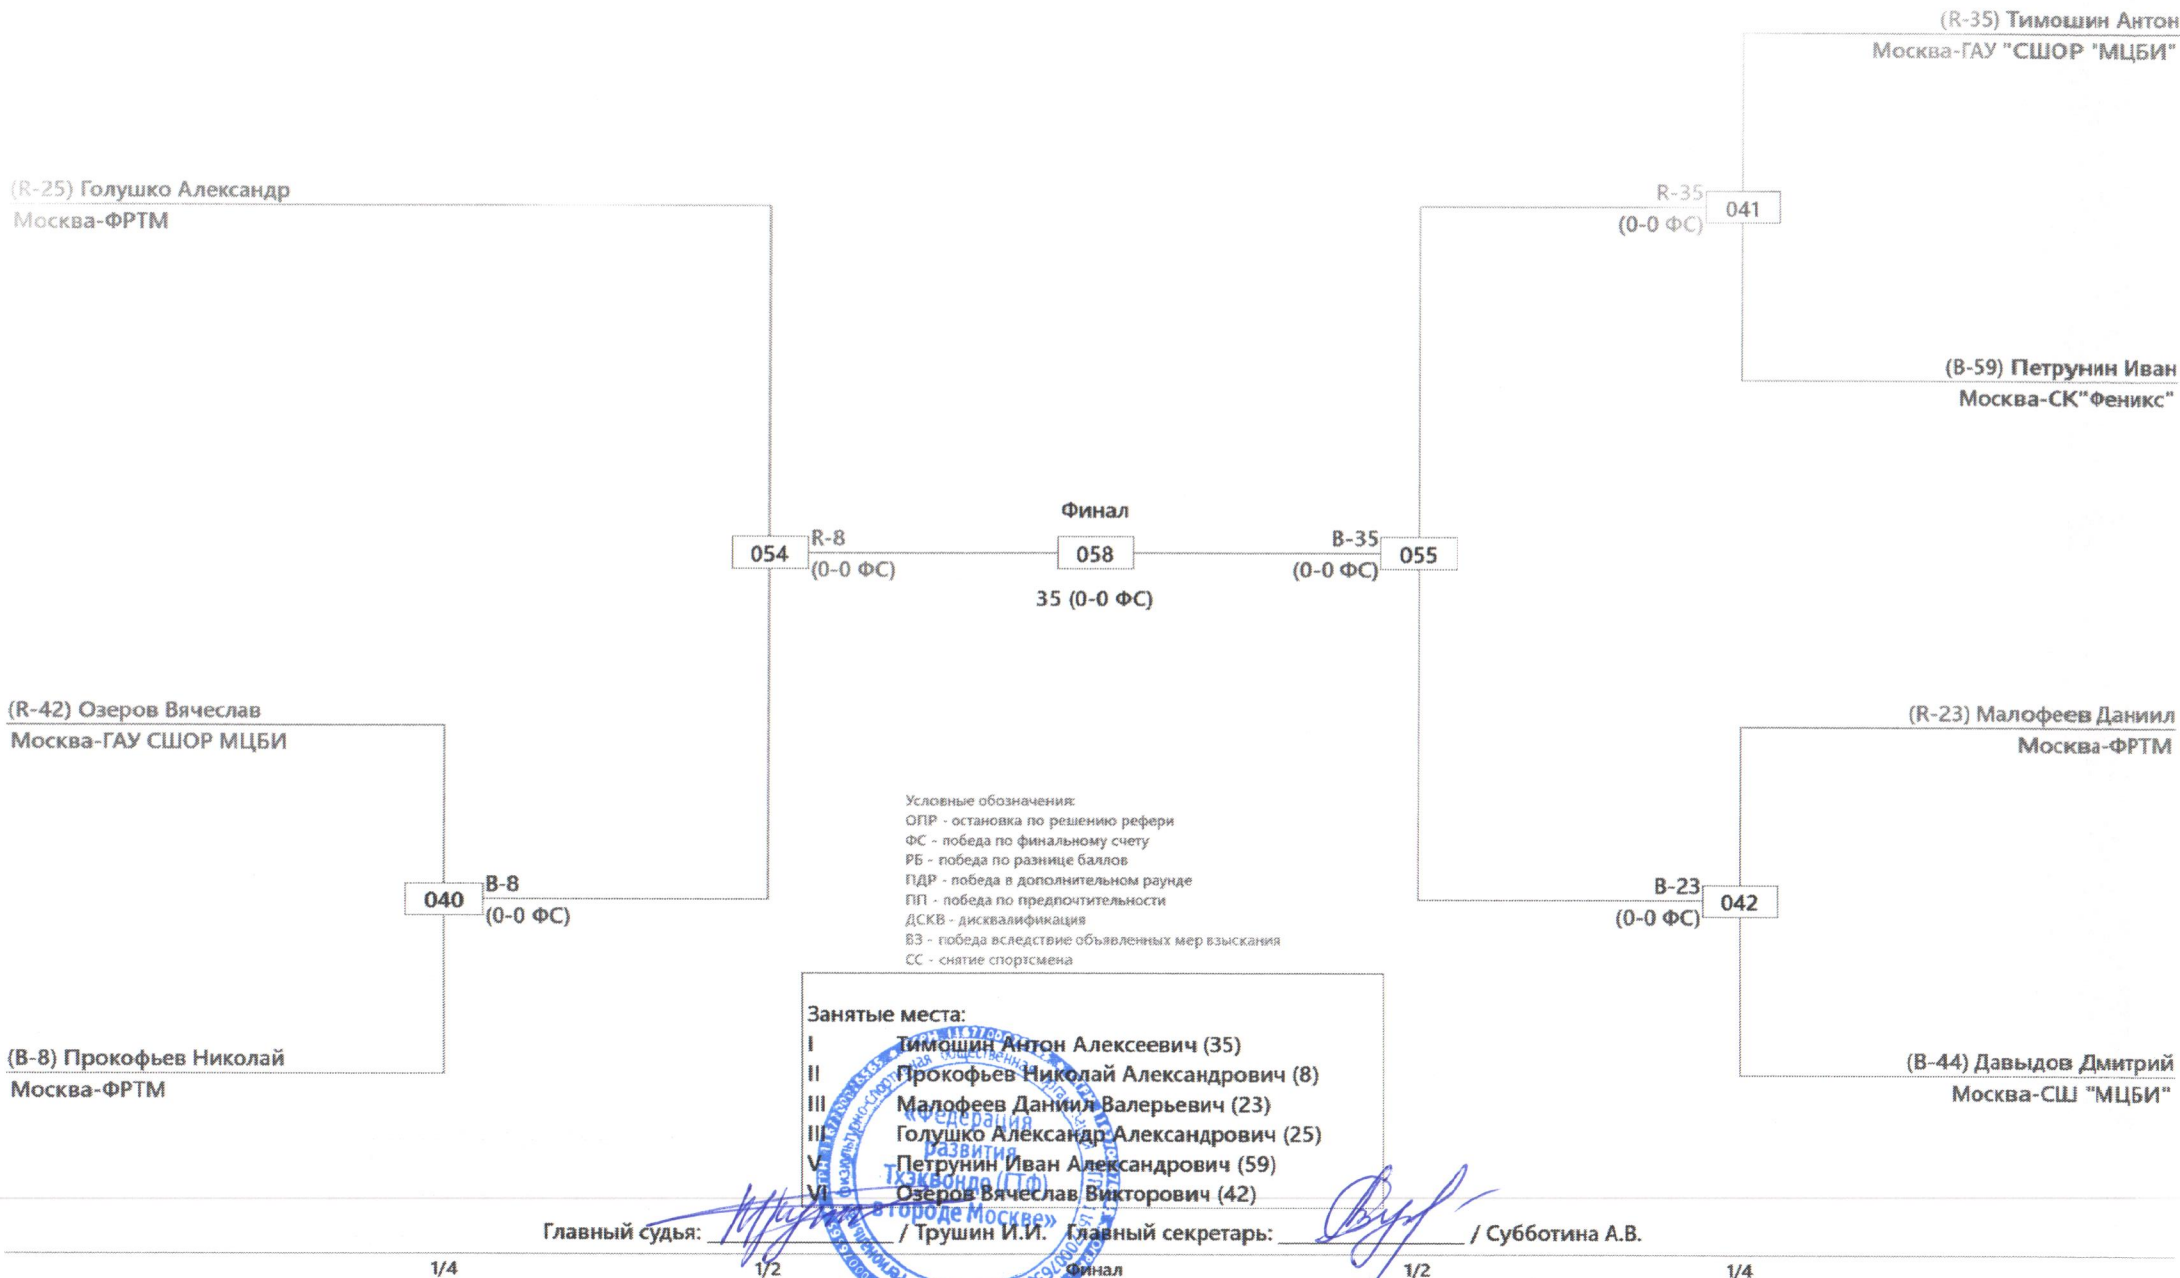 (R-35) Тимошин Антон
Москва-ГАУ "СШОР "МЦБИ"
(R-25) Голушко Александр
Москва-ФРТМ
R-35
(0-0 ФС)
041
(B-59) Петрунин Иван
Москва-СК"Феникс"
Финал
054
R-8
(0-0 ФС)
058
B-35
(0-0 ФС)
055
35 (0-0 ФС)
(R-42) Озеров Вячеслав
Москва-ГАУ СШОР МЦБИ
(R-23) Малофеев Даниил
Москва-ФРТМ
Условные обозначения:
ОПР - остановка по решению рефери
ФС - победа по финальному счету
РБ - победа по разнице баллов
ПДР - победа в дополнительном раунде
ПП - победа по предпочтительности
ДСКВ - дисквалификация
ВЗ - победа вследствие объявленных мер взыскания
СС - снятие спортсмена
040
B-8
(0-0 ФС)
B-23
(0-0 ФС)
042
(B-8) Прокофьев Николай
Москва-ФРТМ
(B-44) Давыдов Дмитрий
Москва-СШ "МЦБИ"
Занятые места:
I Тимошин Антон Алексеевич (35)
II Прокофьев Николай Александрович (8)
III Малофеев Даниил Валерьевич (23)
III Голушко Александр Александрович (25)
V Петрунин Иван Александрович (59)
VI Озеров Вячеслав Викторович (42)
«Федерация
развития
Тхэквондо (ГТФ)
в городе Москве»
Главный судья: / Трушин И.И. Главный секретарь: / Субботина А.В.
1/4 1/2 Финал 1/2 1/4